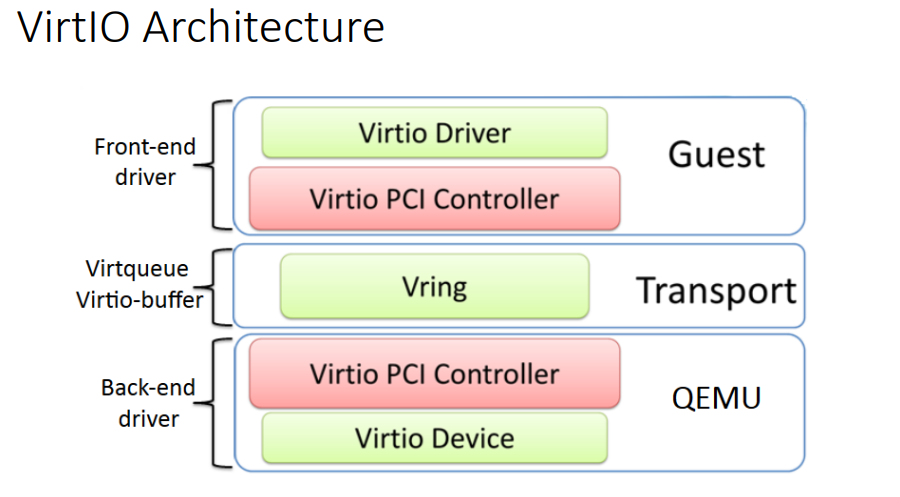 VirtIO Architecture
Front-end
driver
Virtio Driver
Virtio PCI Controller
Guest
Virtqueue
Virtio-buffer
Vring
Transport
Back-end
driver
Virtio PCI Controller
Virtio Device
QEMU